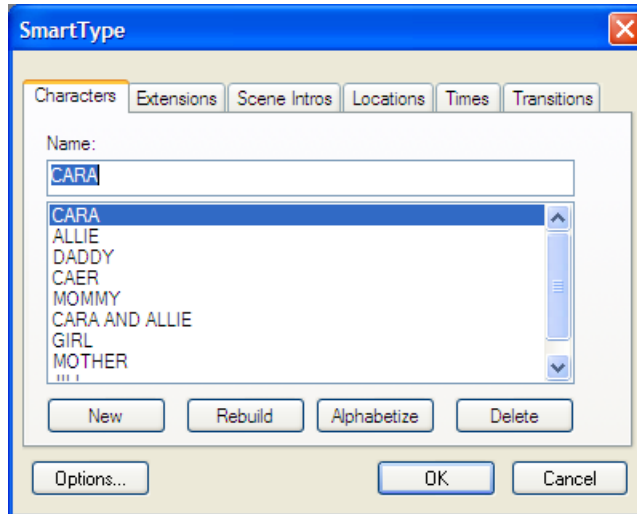 SmartType
Characters Extensions Scene Intros Locations Times Transitions
Name:
CARA
CARA
ALLIE
DADDY
CAER
MOMMY
CARA AND ALLIE
GIRL
MOTHER
New Rebuild Alphabetize Delete
Options... OK Cancel